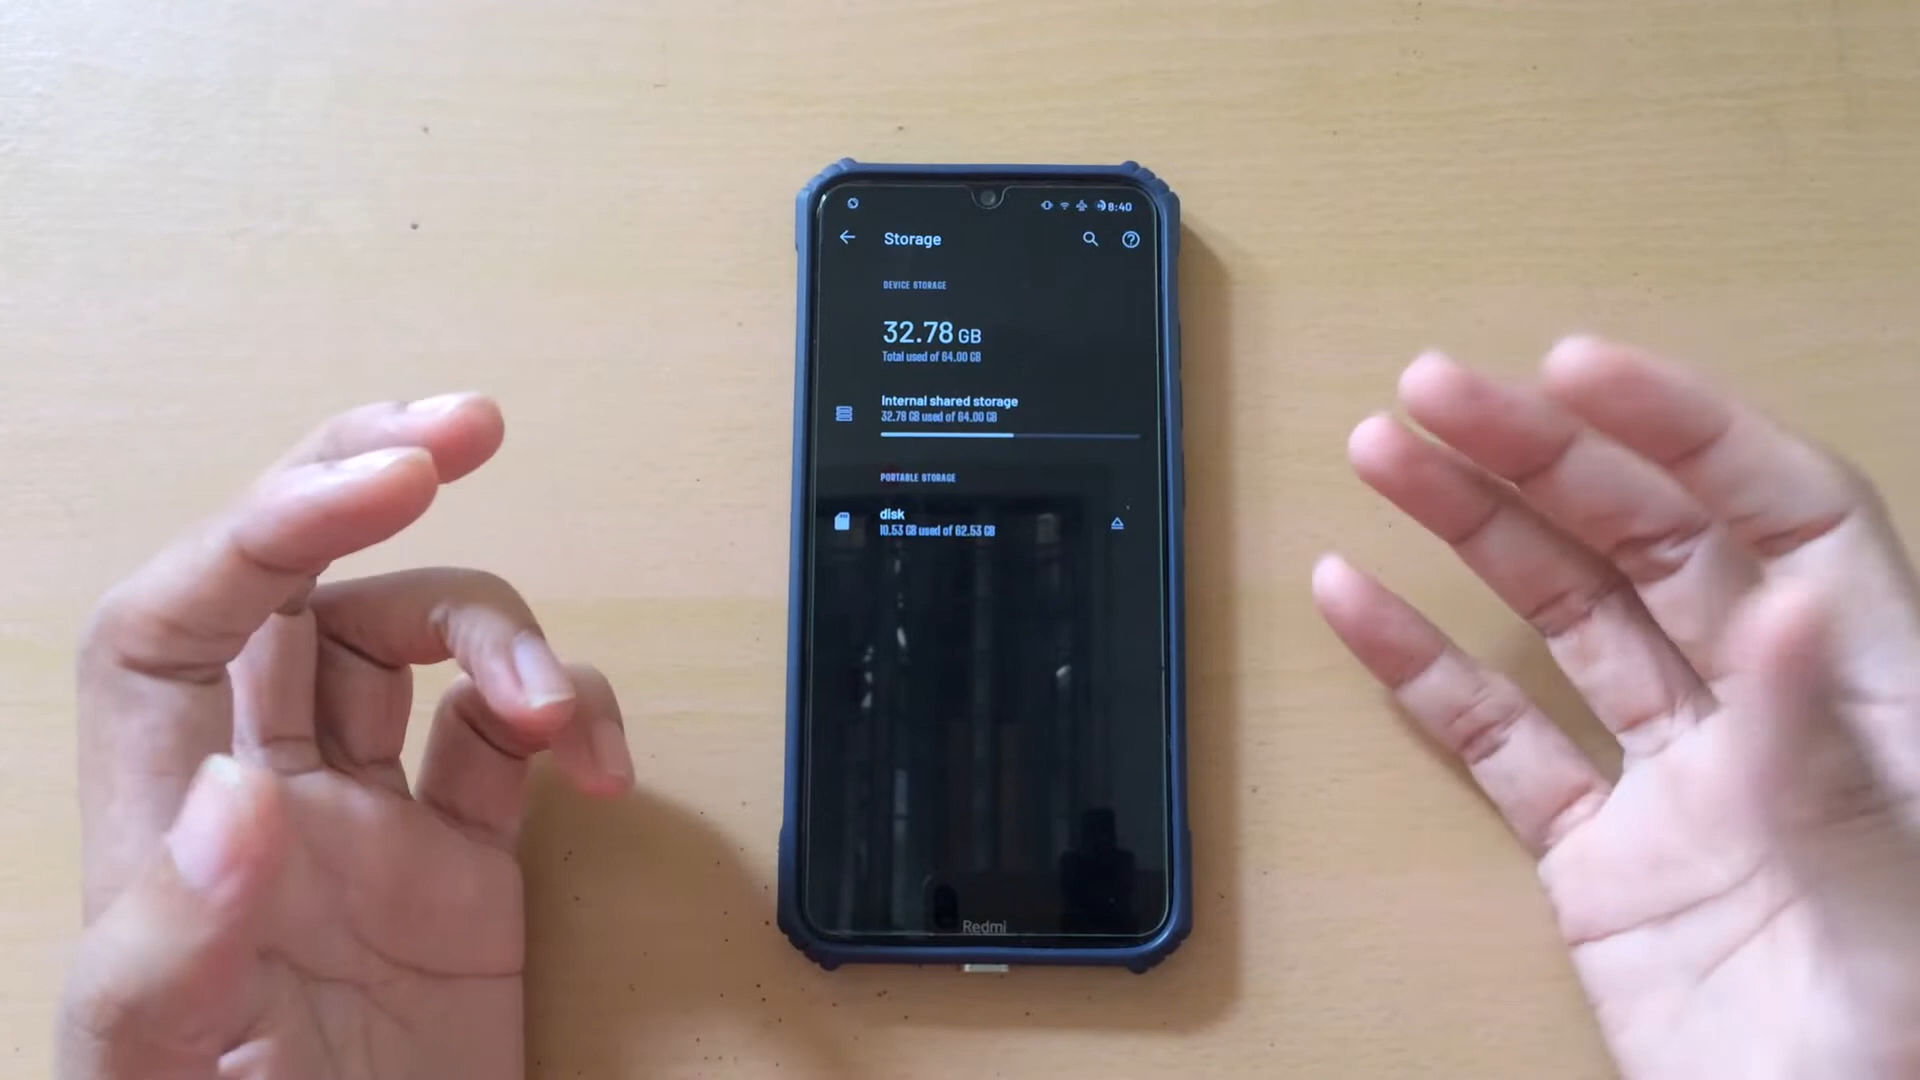 8:40
Storage
DEVICE STORAGE
32.78 GB
Total used of 64.00 GB
Internal shared storage
32.78 GB used of 64.00 GB
PORTABLE STORAGE
disk
10.53 GB used of 62.53 GB
Redmi